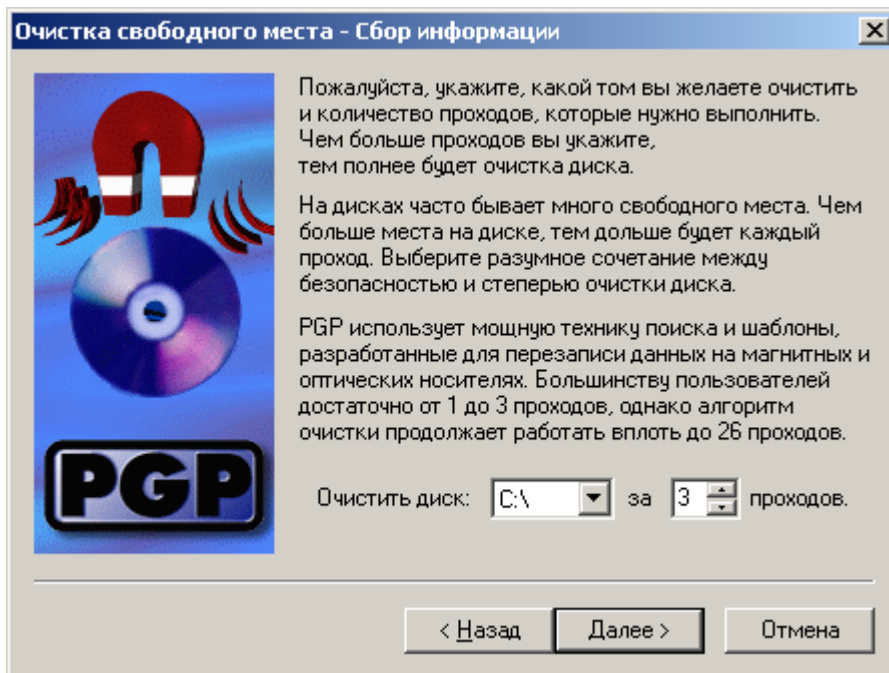 Очистка свободного места - Сбор информации
Пожалуйста, укажите, какой том вы желаете очистить
и количество проходов, которые нужно выполнить.
Чем больше проходов вы укажите,
тем полнее будет очистка диска.
На дисках часто бывает много свободного места. Чем
больше места на диске, тем дольше будет каждый
проход. Выберите разумное сочетание между
безопасностью и степерью очистки диска.
PGP использует мощную технику поиска и шаблоны,
разработанные для перезаписи данных на магнитных и
оптических носителях. Большинству пользователей
достаточно от 1 до 3 проходов, однако алгоритм
очистки продолжает работать вплоть до 26 проходов.
PGP
Очистить диск: C:\ за 3 проходов.
< Назад Далее > Отмена